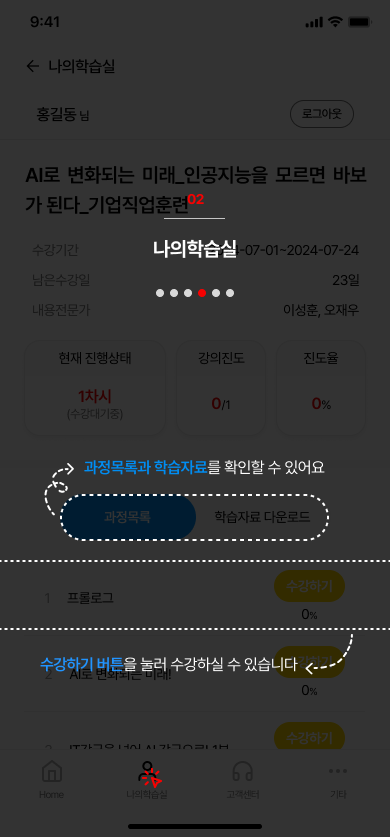 9:41
나의학습실
홍길동 님
로그아웃
AI로 변화되는 미래_인공지능을 모르면 바보
가 된다_기업직업훈련
02
나의학습실
수강기간
-07-01~2024-07-24
남은수강일
23일
내용전문가
이성훈, 오재우
현재 진행상태
강의진도
진도율
1차시
(수강대기중)
0/1
0%
과정목록과 학습자료를 확인할 수 있어요
과정목록
학습자료 다운로드
1
프롤로그
수강하기
0%
수강하기 버튼을 눌러 수강하실 수 있습니다
2
AI로 변화되는 미래!
0%
수강하기
Home
나의학습실
고객센터
기타